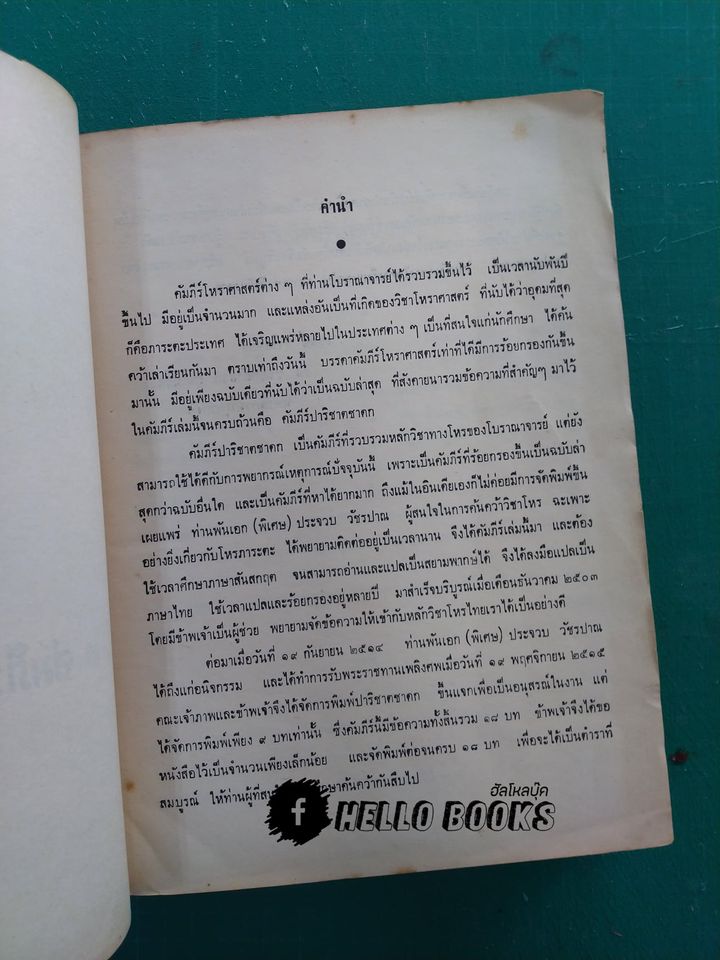 คำนำ
คัมภีร์โหราศาสตร์ต่าง ๆ ที่ท่านโบราณาจารย์ได้รวบรวมขึ้นไว้ เป็นเวลานับพันปี
ขึ้นไป มีอยู่เป็นจำนวนมาก และแหล่งอันเป็นที่เกิดของวิชาโหราศาสตร์ ที่นับได้ว่าอุดมที่สุด
ก็คือภาระตะประเทศ ได้เจริญแพร่หลายไปในประเทศต่าง ๆ เป็นที่สนใจแก่นักศึกษา ได้ค้น
คว้าเล่าเรียนกันมา ตราบเท่าถึงวันนี้ บรรดาคัมภีร์โหราศาสตร์เท่าที่ได้มีการร้อยกรองกันขึ้น
มานั้น มีอยู่เพียงฉบับเดียวที่นับได้ว่าเป็นฉบับล่าสุด ที่สังคายนารวมข้อความที่สำคัญๆ มาไว้
ในคัมภีร์เล่มนี้จนครบถ้วนคือ คัมภีร์ปาริชาตชาดก
คัมภีร์ปาริชาตชาดก เป็นคัมภีร์ที่รวบรวมหลักวิชาทางโหรของโบราณาจารย์ แต่ยัง
สามารถใช้ได้ดีกับการพยากรณ์เหตุการณ์ปัจจุบันนี้ เพราะเป็นคัมภีร์ที่ร้อยกรองขึ้นเป็นฉบับล่า
สุดกว่าฉบับอื่นใด และเป็นคัมภีร์ที่หาได้ยากมาก ถึงแม้ในอินเดียเองก็ไม่ค่อยมีการจัดพิมพ์ขึ้น
เผยแพร่ ท่านพันเอก (พิเศษ) ประจวบ วัชรปาณ ผู้สนใจในการค้นคว้าวิชาโหร ฉะเพาะ
อย่างยิ่งเกี่ยวกับโหรภาระตะ ได้พยายามติดต่ออยู่เป็นเวลานาน จึงได้คัมภีร์เล่มนี้มา และต้อง
ใช้เวลาศึกษาภาษาสันสกฤต จนสามารถอ่านและแปลเป็นสยามพากษ์ได้ จึงได้ลงมือแปลเป็น
ภาษาไทย ใช้เวลาแปลและร้อยกรองอยู่หลายปี มาสำเร็จบริบูรณ์เมื่อเดือนธันวาคม ๒๕๐๓
โดยมีข้าพเจ้าเป็นผู้ช่วย พยายามจัดข้อความให้เข้ากับหลักวิชาโหรไทยเราได้เป็นอย่างดี
ต่อมาเมื่อวันที่ ๑๙ กันยายน ๒๕๑๔ ท่านพันเอก (พิเศษ) ประจวบ วัชรปาณ
ได้ถึงแก่อนิจกรรม และได้ทำการรับพระราชทานเพลิงศพเมื่อวันที่ ๑๙ พฤศจิกายน ๒๕๑๕
คณะเจ้าภาพและข้าพเจ้าจึงได้จัดการพิมพ์ปาริชาตชาดก ขึ้นแจกเพื่อเป็นอนุสรณ์ในงาน แต่
ได้จัดการพิมพ์เพียง ๙ บทเท่านั้น ซึ่งคัมภีร์นี้มีข้อความทั้งสิ้นรวม ๑๘ บท ข้าพเจ้าจึงได้ขอ
หนังสือไว้เป็นจำนวนเพียงเล็กน้อย และจัดพิมพ์ต่อจนครบ ๑๘ บท เพื่อจะได้เป็นตำราที่
สมบูรณ์ ให้ท่านผู้ที่ส ศึกษาค้นคว้ากันสืบไป
ฮัลโหลบุ๊ค
f HELLO BOOKS